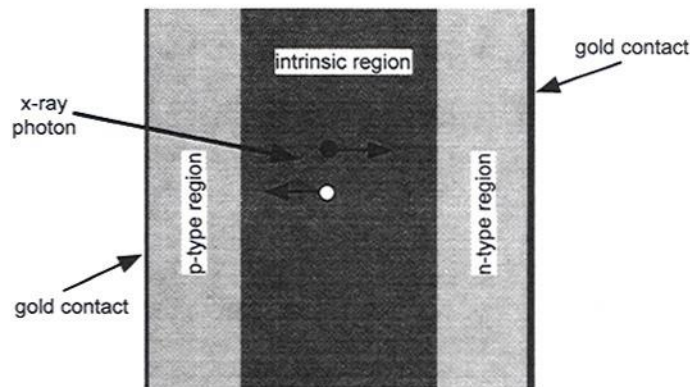 intrinsic region
gold contact
x-ray
photon
p-type region
n-type region
gold contact